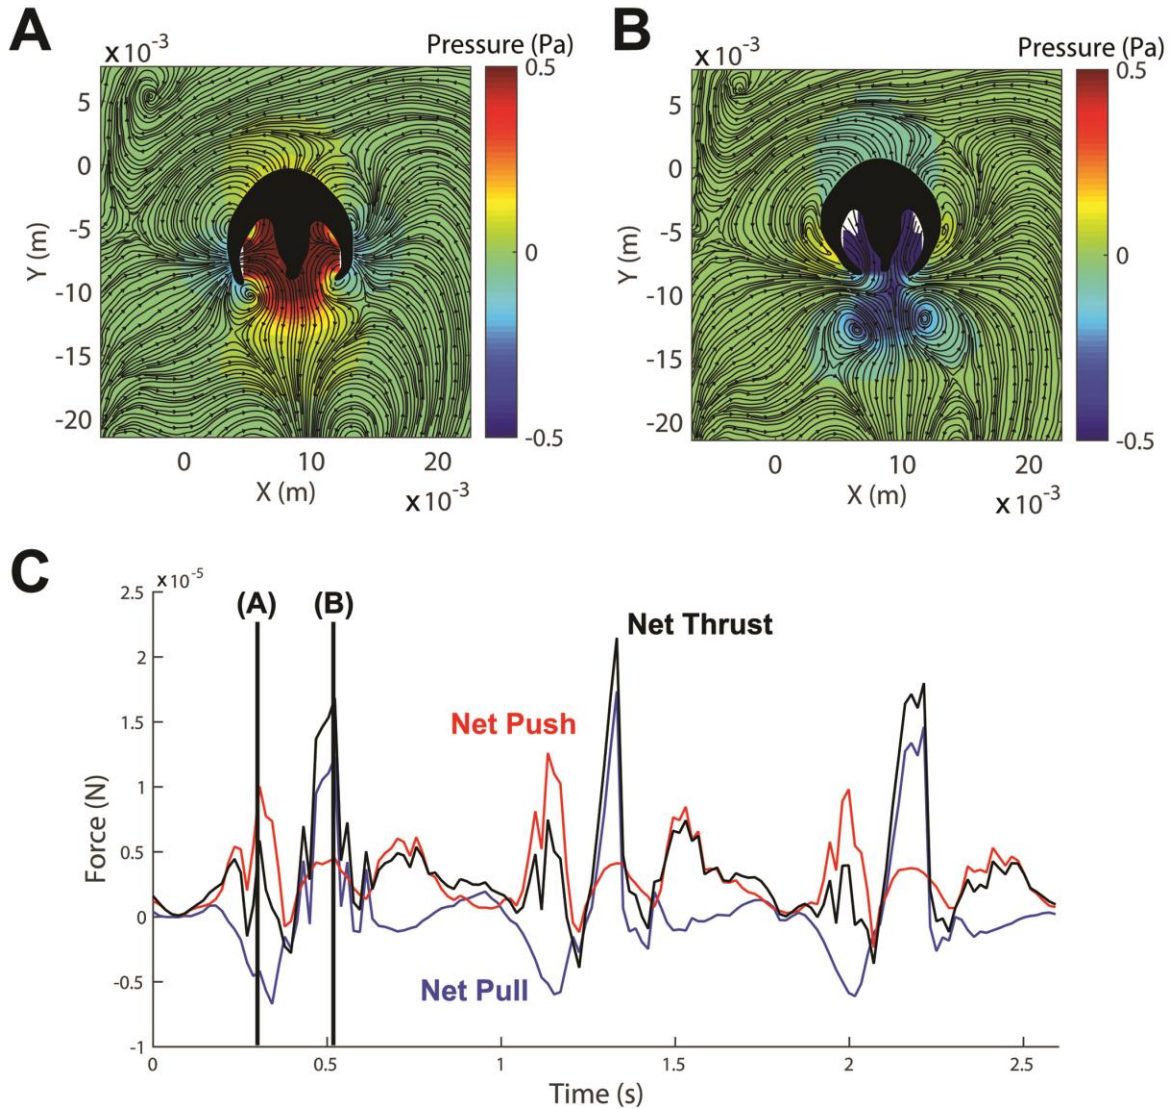 A
B
x10⁻³
Pressure (Pa)
0.5
5
0
-5
-10
-15
-20
Y (m)
0
-0.5
0 10 20
X (m)
x10⁻³
x10⁻³
Pressure (Pa)
0.5
5
0
-5
-10
-15
-20
Y (m)
0
-0.5
0 10 20
X (m)
x10⁻³
C
x10⁻⁵
2.5
2
1.5
1
0.5
0
-0.5
-1
Force (N)
(A) (B)
Net Thrust
Net Push
Net Pull
0 0.5 1 1.5 2 2.5
Time (s)